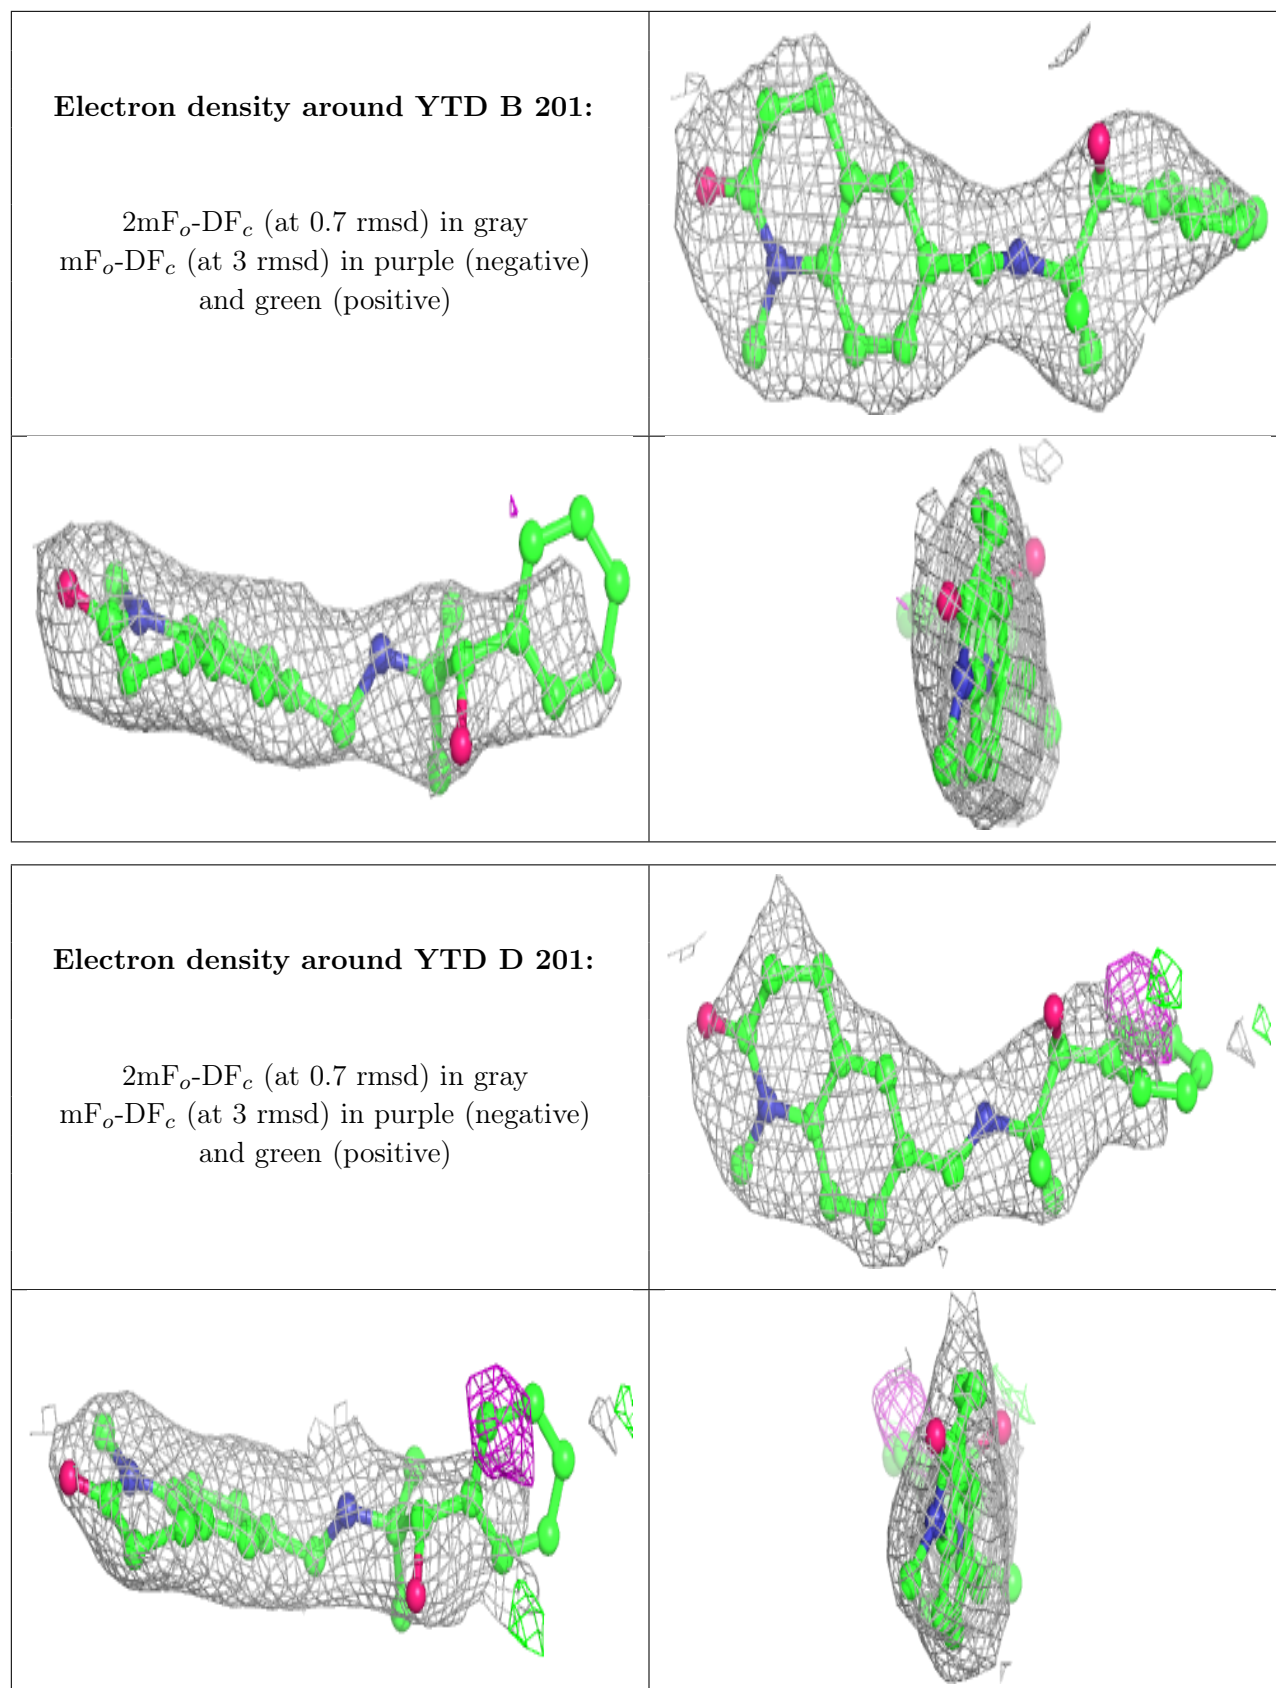 Electron density around YTD B 201:
2mFₒ-DF𝒸 (at 0.7 rmsd) in gray
mFₒ-DF𝒸 (at 3 rmsd) in purple (negative)
and green (positive)
Electron density around YTD D 201:
2mFₒ-DF𝒸 (at 0.7 rmsd) in gray
mFₒ-DF𝒸 (at 3 rmsd) in purple (negative)
and green (positive)